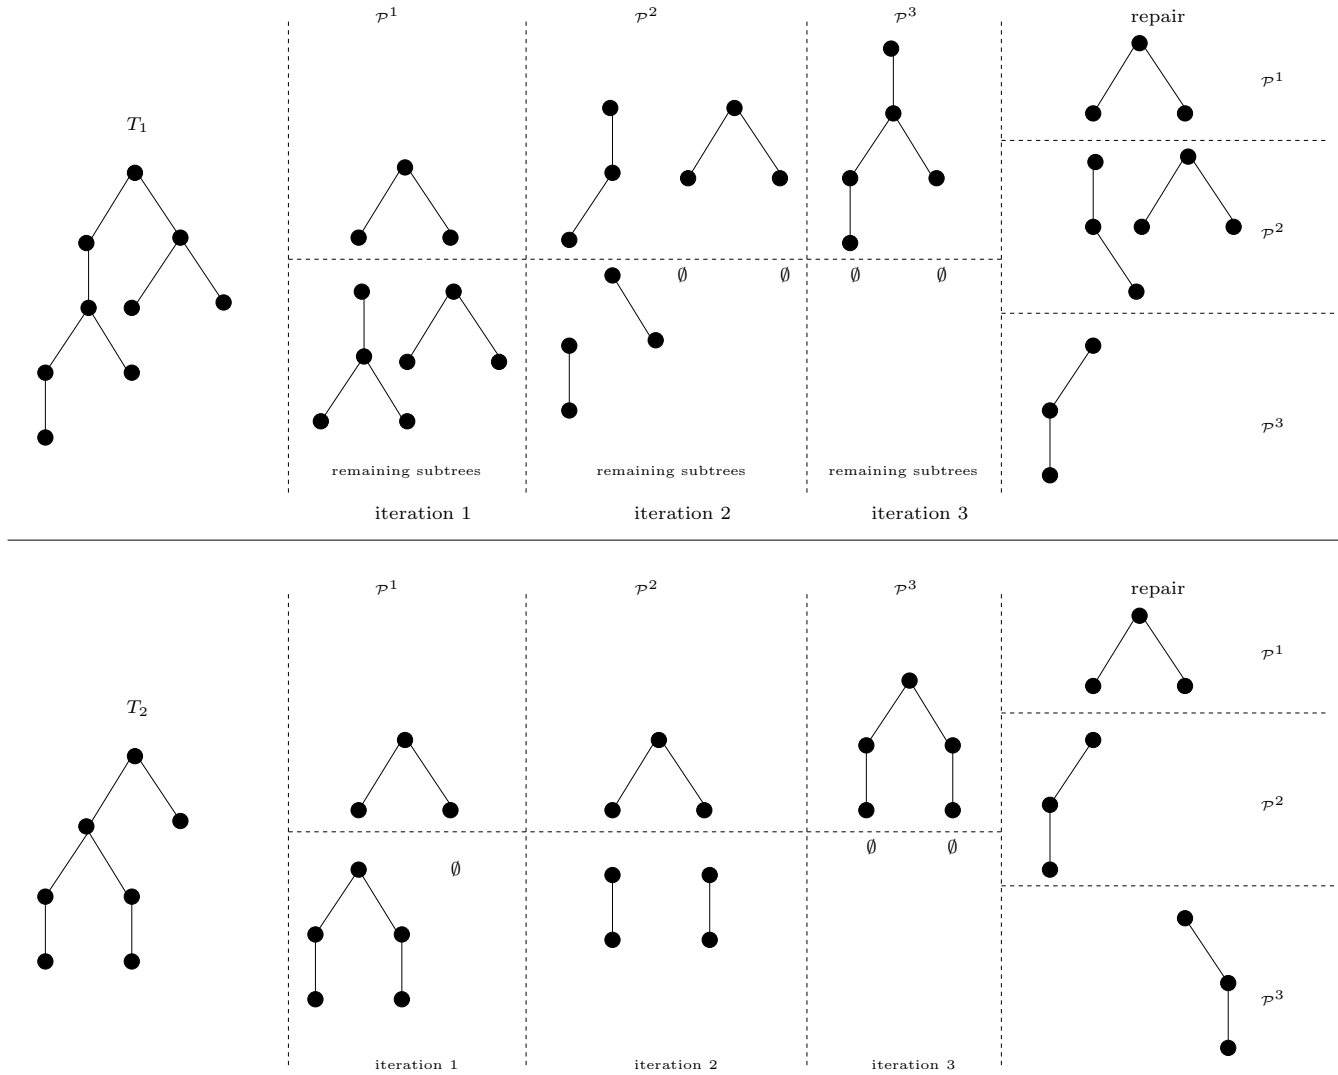 𝒫¹ 𝒫² 𝒫³ repair
𝒫¹
T₁
𝒫²
∅ ∅ ∅ ∅
𝒫³
remaining subtrees remaining subtrees remaining subtrees
iteration 1 iteration 2 iteration 3
𝒫¹ 𝒫² 𝒫³ repair
𝒫¹
T₂
𝒫²
∅ ∅
∅
𝒫³
iteration 1 iteration 2 iteration 3